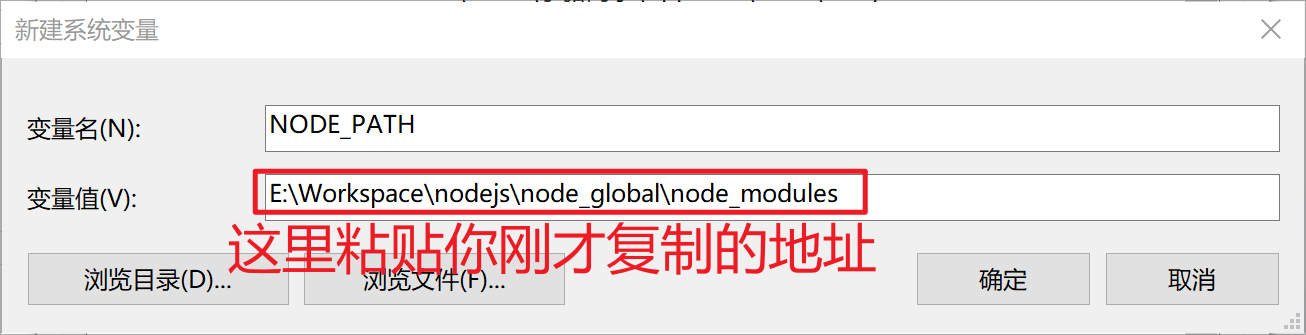 新建系统变量
变量名(N):
NODE_PATH
变量值(V):
E:\Workspace\nodejs\node_global\node_modules
这里粘贴你刚才复制的地址
浏览目录(D)...
浏览文件(F)...
确定
取消